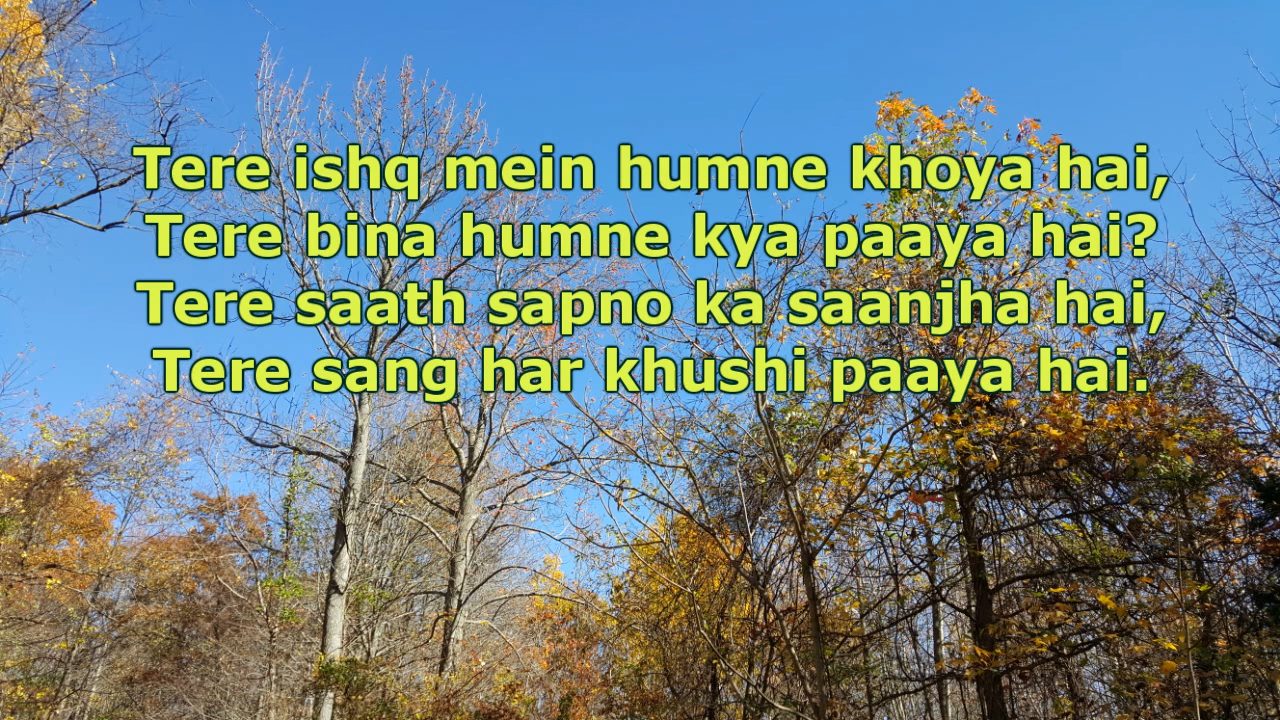 Tere ishq mein humne khoya hai,
Tere bina humne kya paaya hai?
Tere saath sapno ka saanjha hai,
Tere sang har khushi paaya hai.